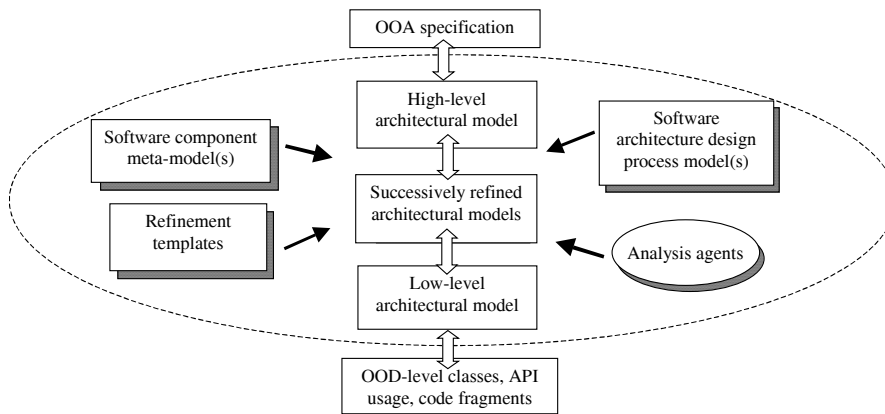 OOA specification
High-level
architectural model
Software component
meta-model(s)
Software
architecture design
process model(s)
Successively refined
architectural models
Refinement
templates
Analysis agents
Low-level
architectural model
OOD-level classes, API
usage, code fragments